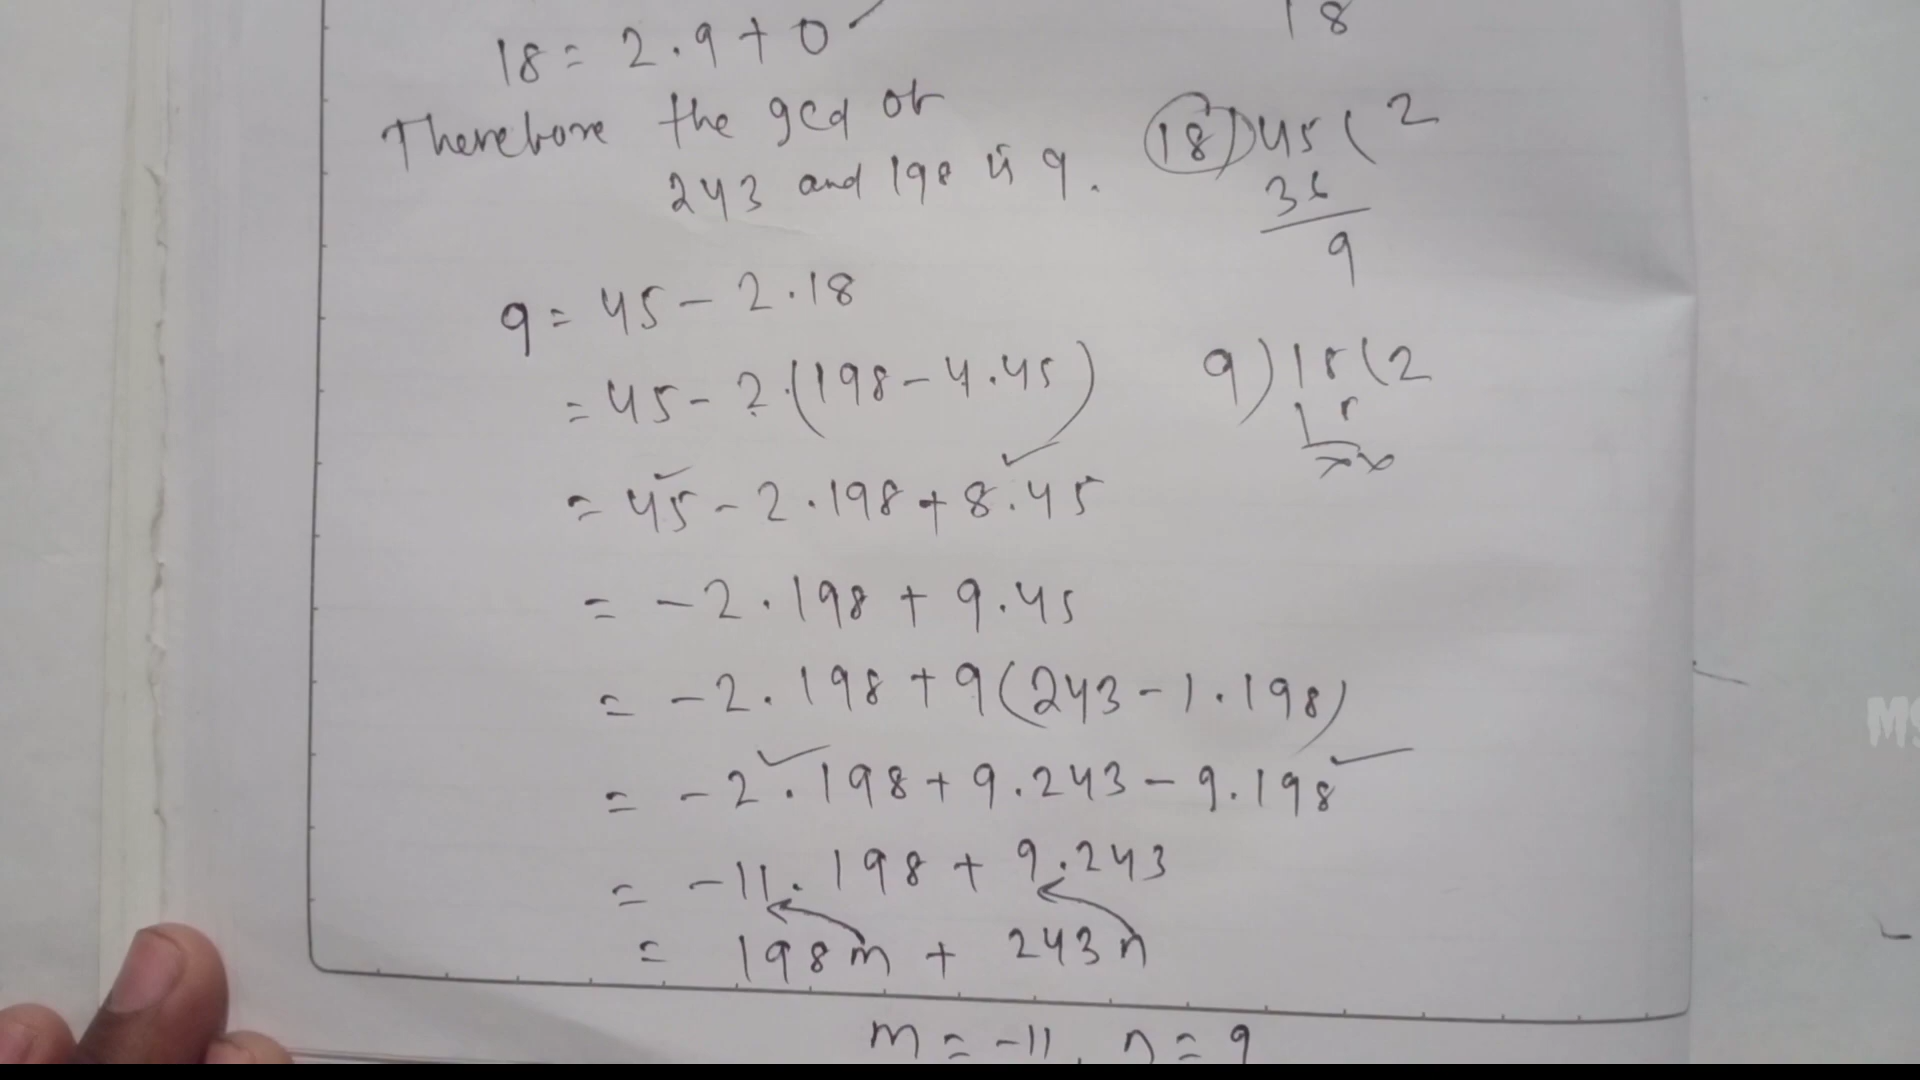 18 = 2.9 + 0
Therefore the gcd of
243 and 198 is 9.
9 = 45 - 2.18
= 45 - 2.(198 - 4.45)
= 45 - 2.198 + 8.45
= -2.198 + 9.45
= -2.198 + 9(243 - 1.198)
= -2.198 + 9.243 - 9.198
= -11.198 + 9.243
= 198m + 243n
m = -11, n = 9
18
18)45(2
36
9
9)18(2
MS